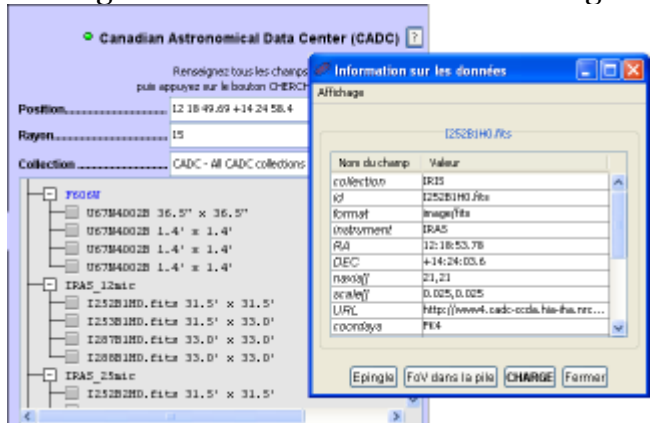 Canadian Astronomical Data Center (CADC) ?
Renseignez tous les champs
puis appuyez sur le bouton CHERCH
Position 12 18 49.69 +14 24 58.4
Rayon 15
Collection CADC - All CADC collections
F606W
U67N4002B 36.5" x 36.5"
U67N4002B 1.4' x 1.4'
U67N4002B 1.4' x 1.4'
U67N4002B 1.4' x 1.4'
IRAS_12mic
I252B1H0.fits 31.5' x 31.5'
I253B1H0.fits 31.5' x 33.0'
I287B1H0.fits 33.0' x 33.0'
I288B1H0.fits 33.0' x 33.0'
IRAS_25mic
I252B2H0.fits 31.5' x 31.5'
Information sur les données
Affichage
I252B1H0.fits
Nom du champ Valeur
collection IRIS
id I252B1H0.fits
format image/fits
instrument IRAS
RA 12:18:53.78
DEC +14:24:03.6
naxis[] 21,21
scale[] 0.025,0.025
URL http://www4.cadc-ccda.hia-iha.nrc...
coordsys FK4
Epingle FoV dans la pile CHARGE Fermer